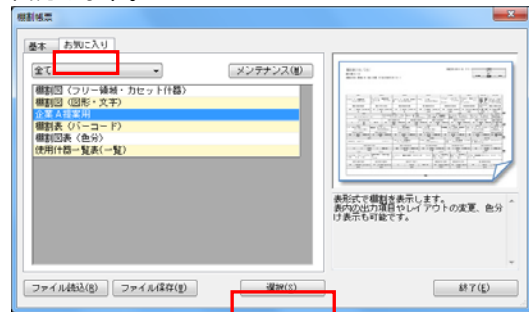 棚割帳票
基本 お気に入り
全て メンテナンス(M)
棚割図（フリー領域・カセット什器）
棚割図（図形・文字）
企業A提案用
棚割表（バーコード）
棚割図表（色分）
使用什器一覧表(一覧)
表形式で棚割を表示します。
表内の出力項目やレイアウトの変更、色分
け表示も可能です。
ファイル読込(R) ファイル保存(W) 選択(S) 終了(E)